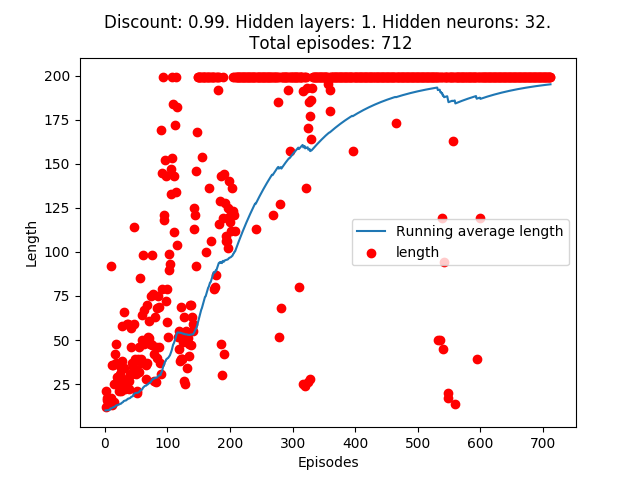 Discount: 0.99. Hidden layers: 1. Hidden neurons: 32.
Total episodes: 712
200
175
150
125
100
75
50
25
Length
Running average length
length
0 100 200 300 400 500 600 700
Episodes